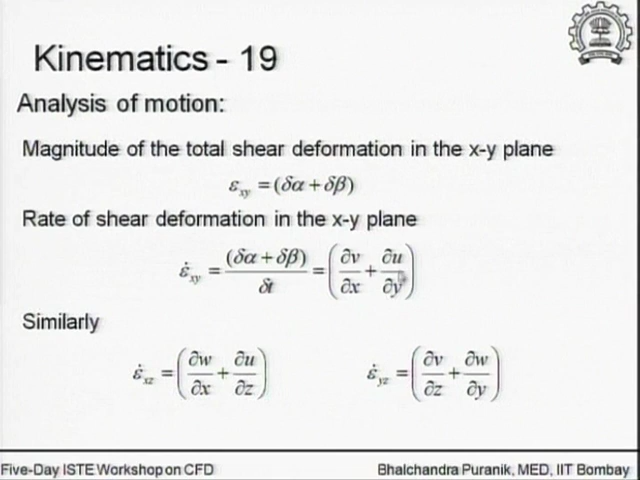 Kinematics - 19
Analysis of motion:
Magnitude of the total shear deformation in the x-y plane
ε_xy = (δα + δβ)
Rate of shear deformation in the x-y plane
ε̇_xy = (δα + δβ)/δt = (∂v/∂x + ∂u/∂y)
Similarly
ε̇_xz = (∂w/∂x + ∂u/∂z) ε̇_yz = (∂v/∂z + ∂w/∂y)
Five-Day ISTE Workshop on CFD Bhalchandra Puranik, MED, IIT Bombay